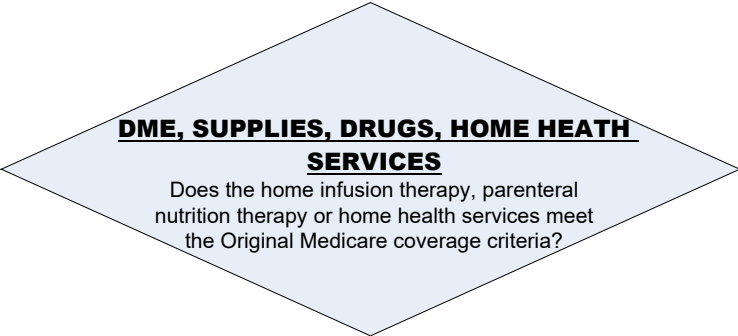 DME, SUPPLIES, DRUGS, HOME HEATH
SERVICES
Does the home infusion therapy, parenteral
nutrition therapy or home health services meet
the Original Medicare coverage criteria?